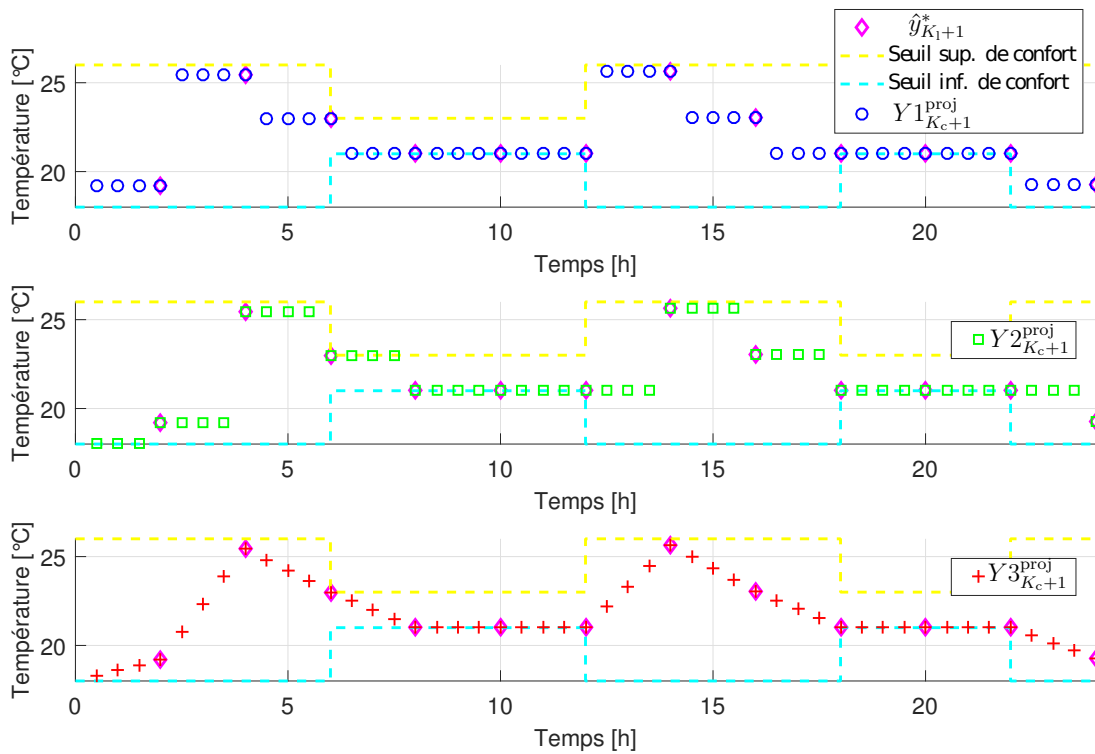 ŷ*_{K_l+1}
Seuil sup. de confort
Seuil inf. de confort
Y1^{proj}_{K_c+1}
Température [°C]
25
20
0 5 10 15 20
Temps [h]
Y2^{proj}_{K_c+1}
Température [°C]
25
20
0 5 10 15 20
Temps [h]
Y3^{proj}_{K_c+1}
Température [°C]
25
20
0 5 10 15 20
Temps [h]